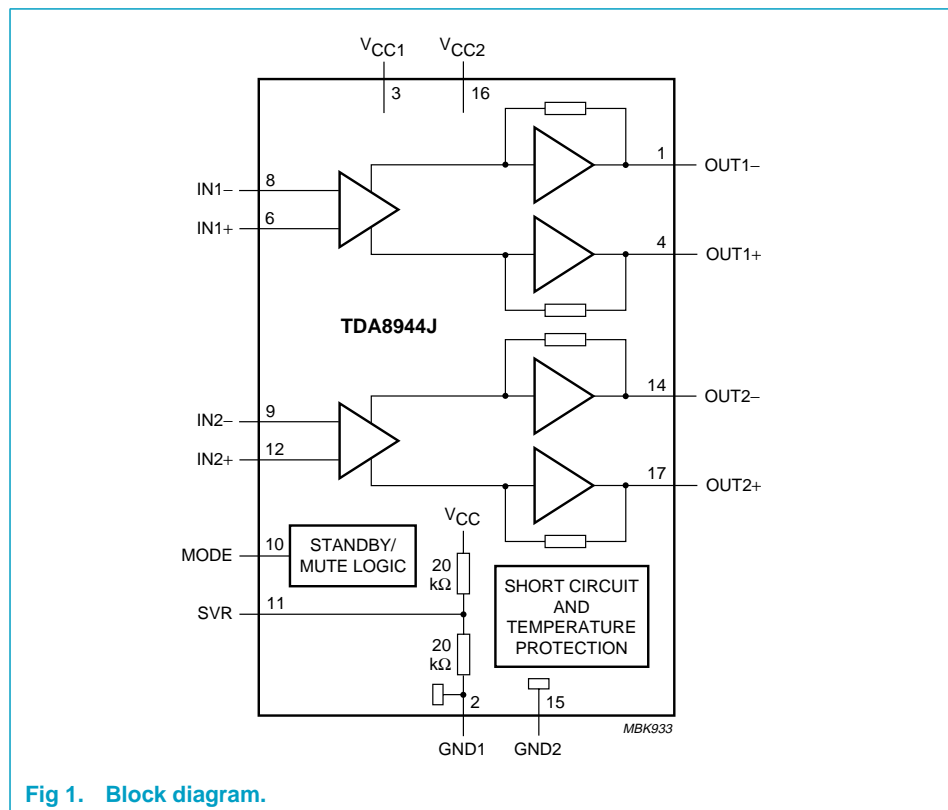 VCC1 VCC2
3 16
1 OUT1−
IN1− 8
IN1+ 6
4 OUT1+
TDA8944J
14 OUT2−
IN2− 9
IN2+ 12
17 OUT2+
VCC
MODE 10
STANDBY/
MUTE LOGIC
20
kΩ
SHORT CIRCUIT
AND
TEMPERATURE
PROTECTION
SVR 11
20
kΩ
2 15
MBK933
GND1 GND2
Fig 1. Block diagram.